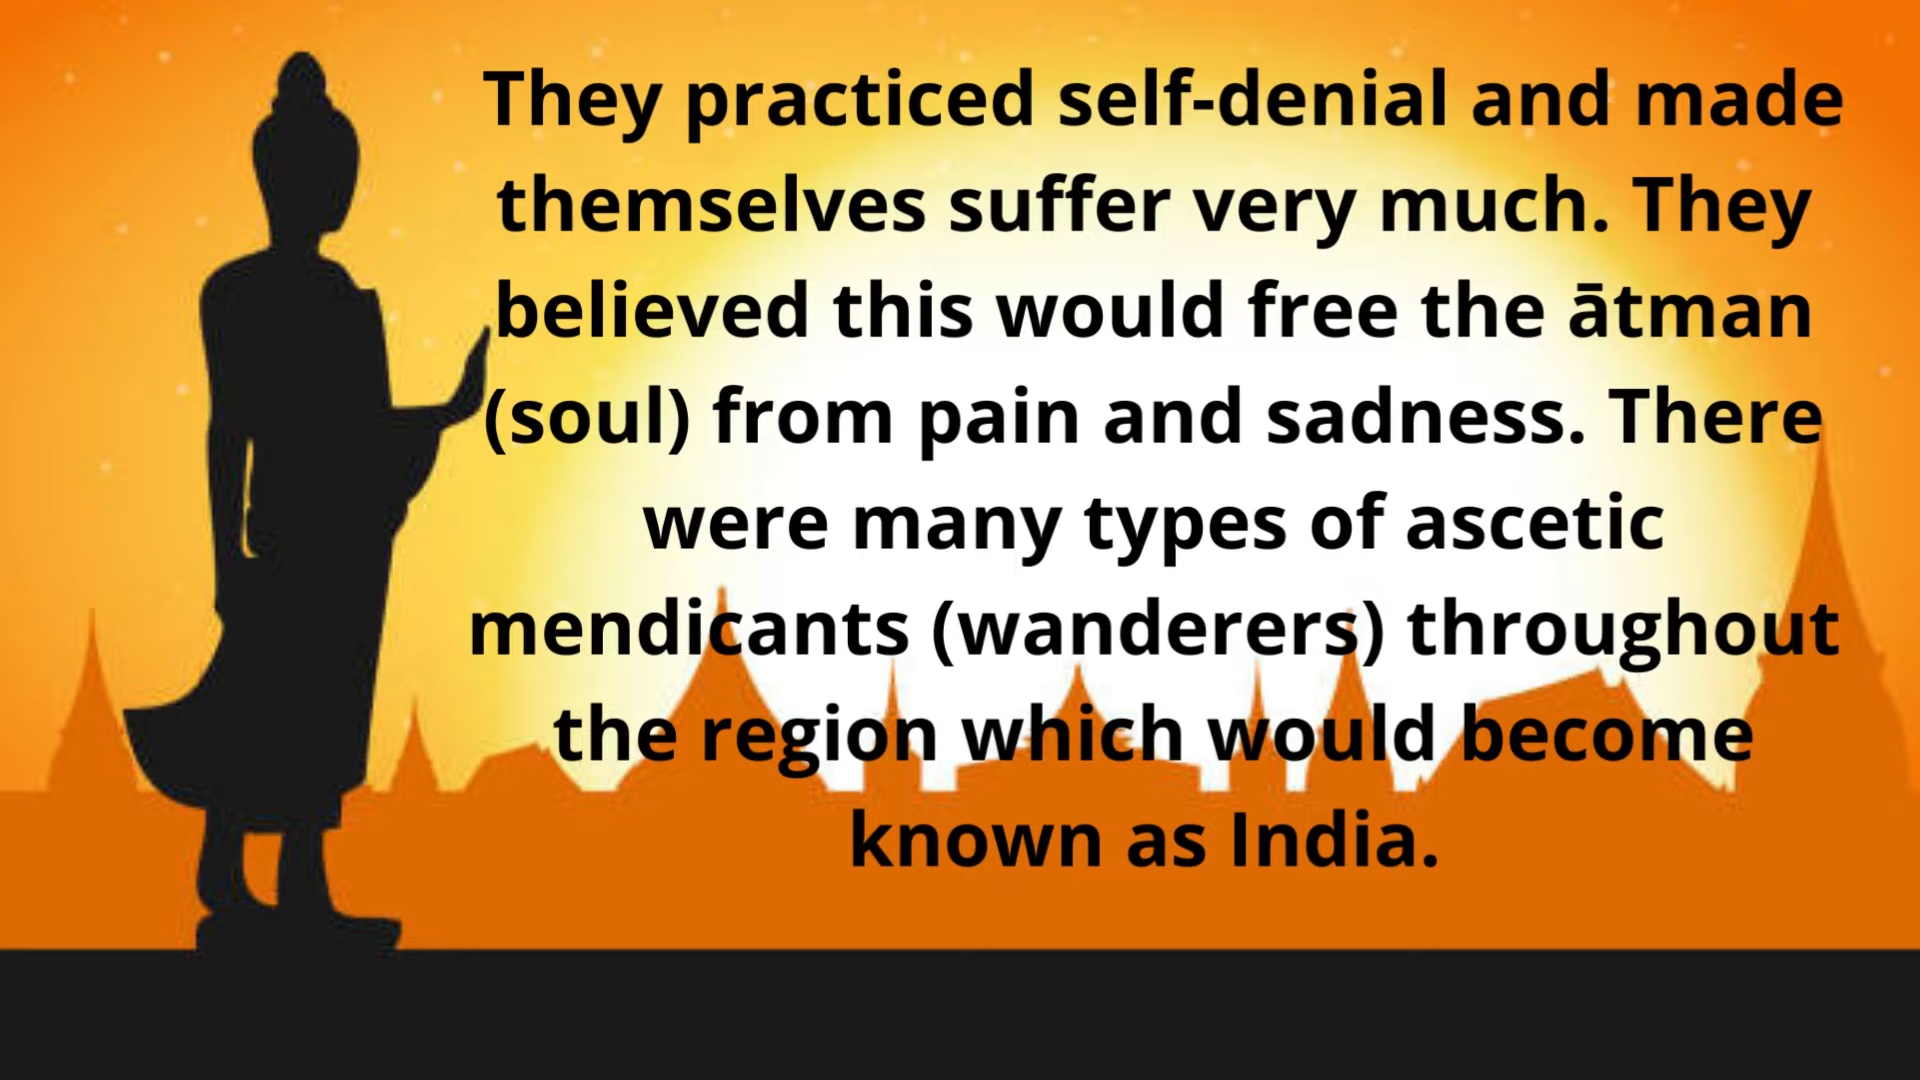 They practiced self-denial and made
themselves suffer very much. They
believed this would free the ātman
(soul) from pain and sadness. There
were many types of ascetic
mendicants (wanderers) throughout
the region which would become
known as India.